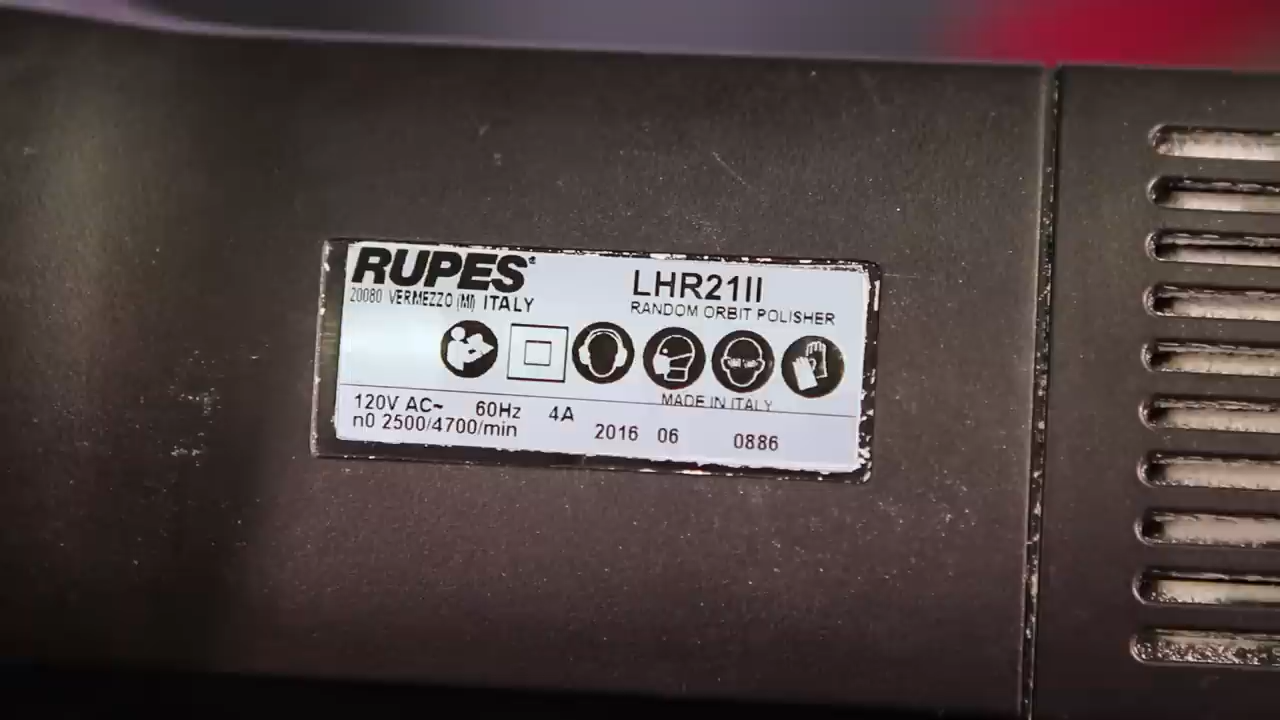 RUPES®
20080 VERMEZZO (MI) ITALY
LHR21II
RANDOM ORBIT POLISHER
MADE IN ITALY
120V AC~ 60Hz 4A
n0 2500/4700/min
2016 06 0886